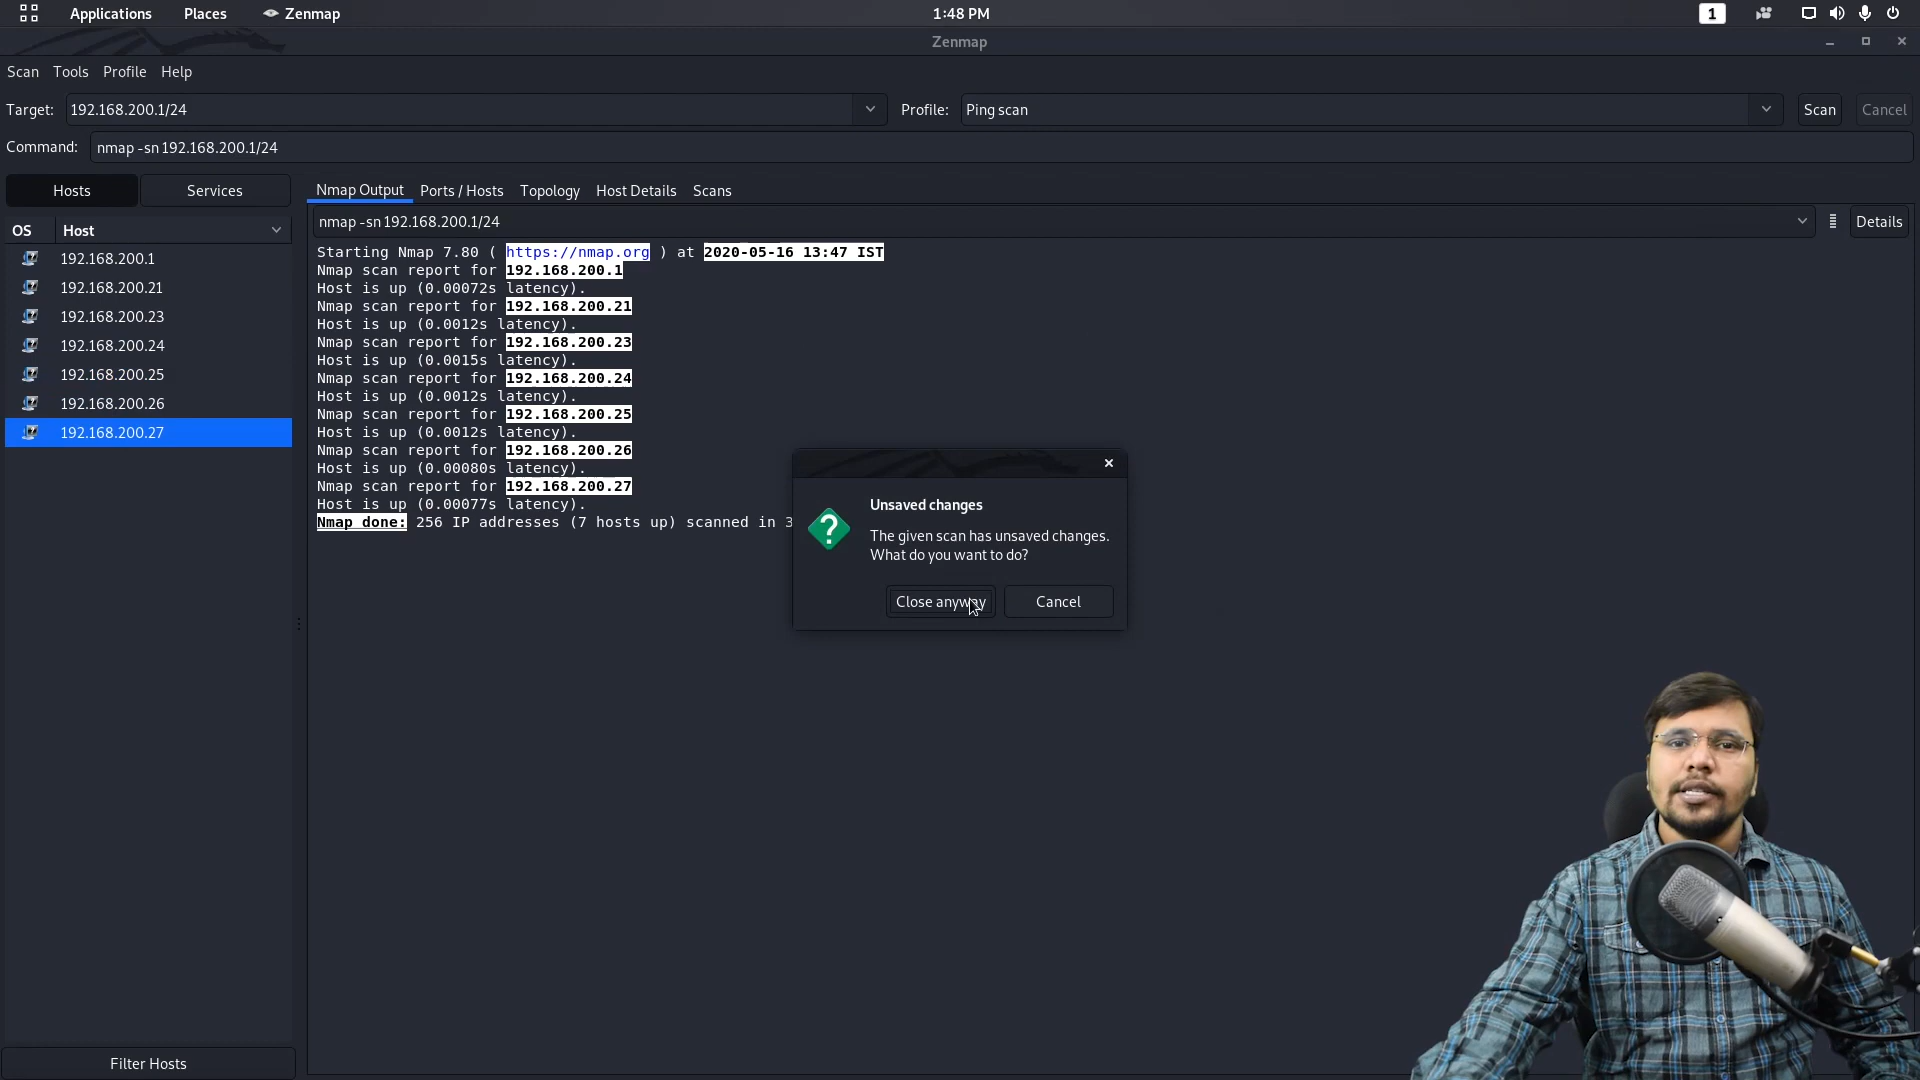 Applications Places Zenmap 1:48 PM 1
Zenmap
Scan Tools Profile Help
Target: 192.168.200.1/24 Profile: Ping scan Scan Cancel
Command: nmap -sn 192.168.200.1/24
Hosts Services
Nmap Output Ports / Hosts Topology Host Details Scans
OS Host
192.168.200.1
192.168.200.21
192.168.200.23
192.168.200.24
192.168.200.25
192.168.200.26
192.168.200.27
Filter Hosts
nmap -sn 192.168.200.1/24 Details
Starting Nmap 7.80 ( https://nmap.org ) at 2020-05-16 13:47 IST
Nmap scan report for 192.168.200.1
Host is up (0.00072s latency).
Nmap scan report for 192.168.200.21
Host is up (0.0012s latency).
Nmap scan report for 192.168.200.23
Host is up (0.0015s latency).
Nmap scan report for 192.168.200.24
Host is up (0.0012s latency).
Nmap scan report for 192.168.200.25
Host is up (0.0012s latency).
Nmap scan report for 192.168.200.26
Host is up (0.00080s latency).
Nmap scan report for 192.168.200.27
Host is up (0.00077s latency).
Nmap done: 256 IP addresses (7 hosts up) scanned in 3
Unsaved changes
The given scan has unsaved changes.
What do you want to do?
Close anyway Cancel